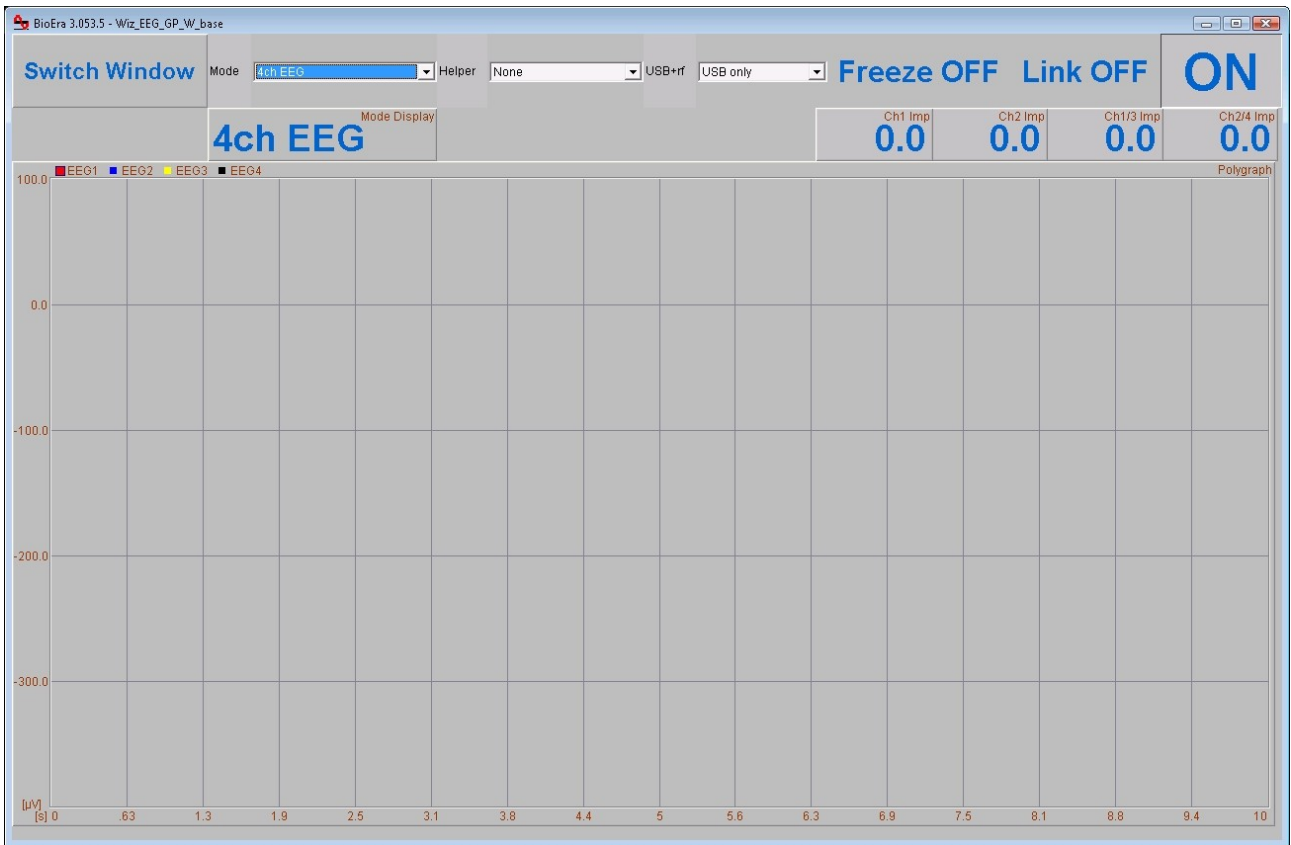 BioEra 3.053.5 - Wiz_EEG_GP_W_base
Switch Window Mode 4ch EEG Helper None USB+rf USB only Freeze OFF Link OFF ON
Mode Display Ch1 Imp Ch2 Imp Ch1/3 Imp Ch2/4 Imp
4ch EEG 0.0 0.0 0.0 0.0
EEG1 EEG2 EEG3 EEG4 Polygraph
100.0
0.0
-100.0
-200.0
-300.0
[µV]
[s] 0 .63 1.3 1.9 2.5 3.1 3.8 4.4 5 5.6 6.3 6.9 7.5 8.1 8.8 9.4 10